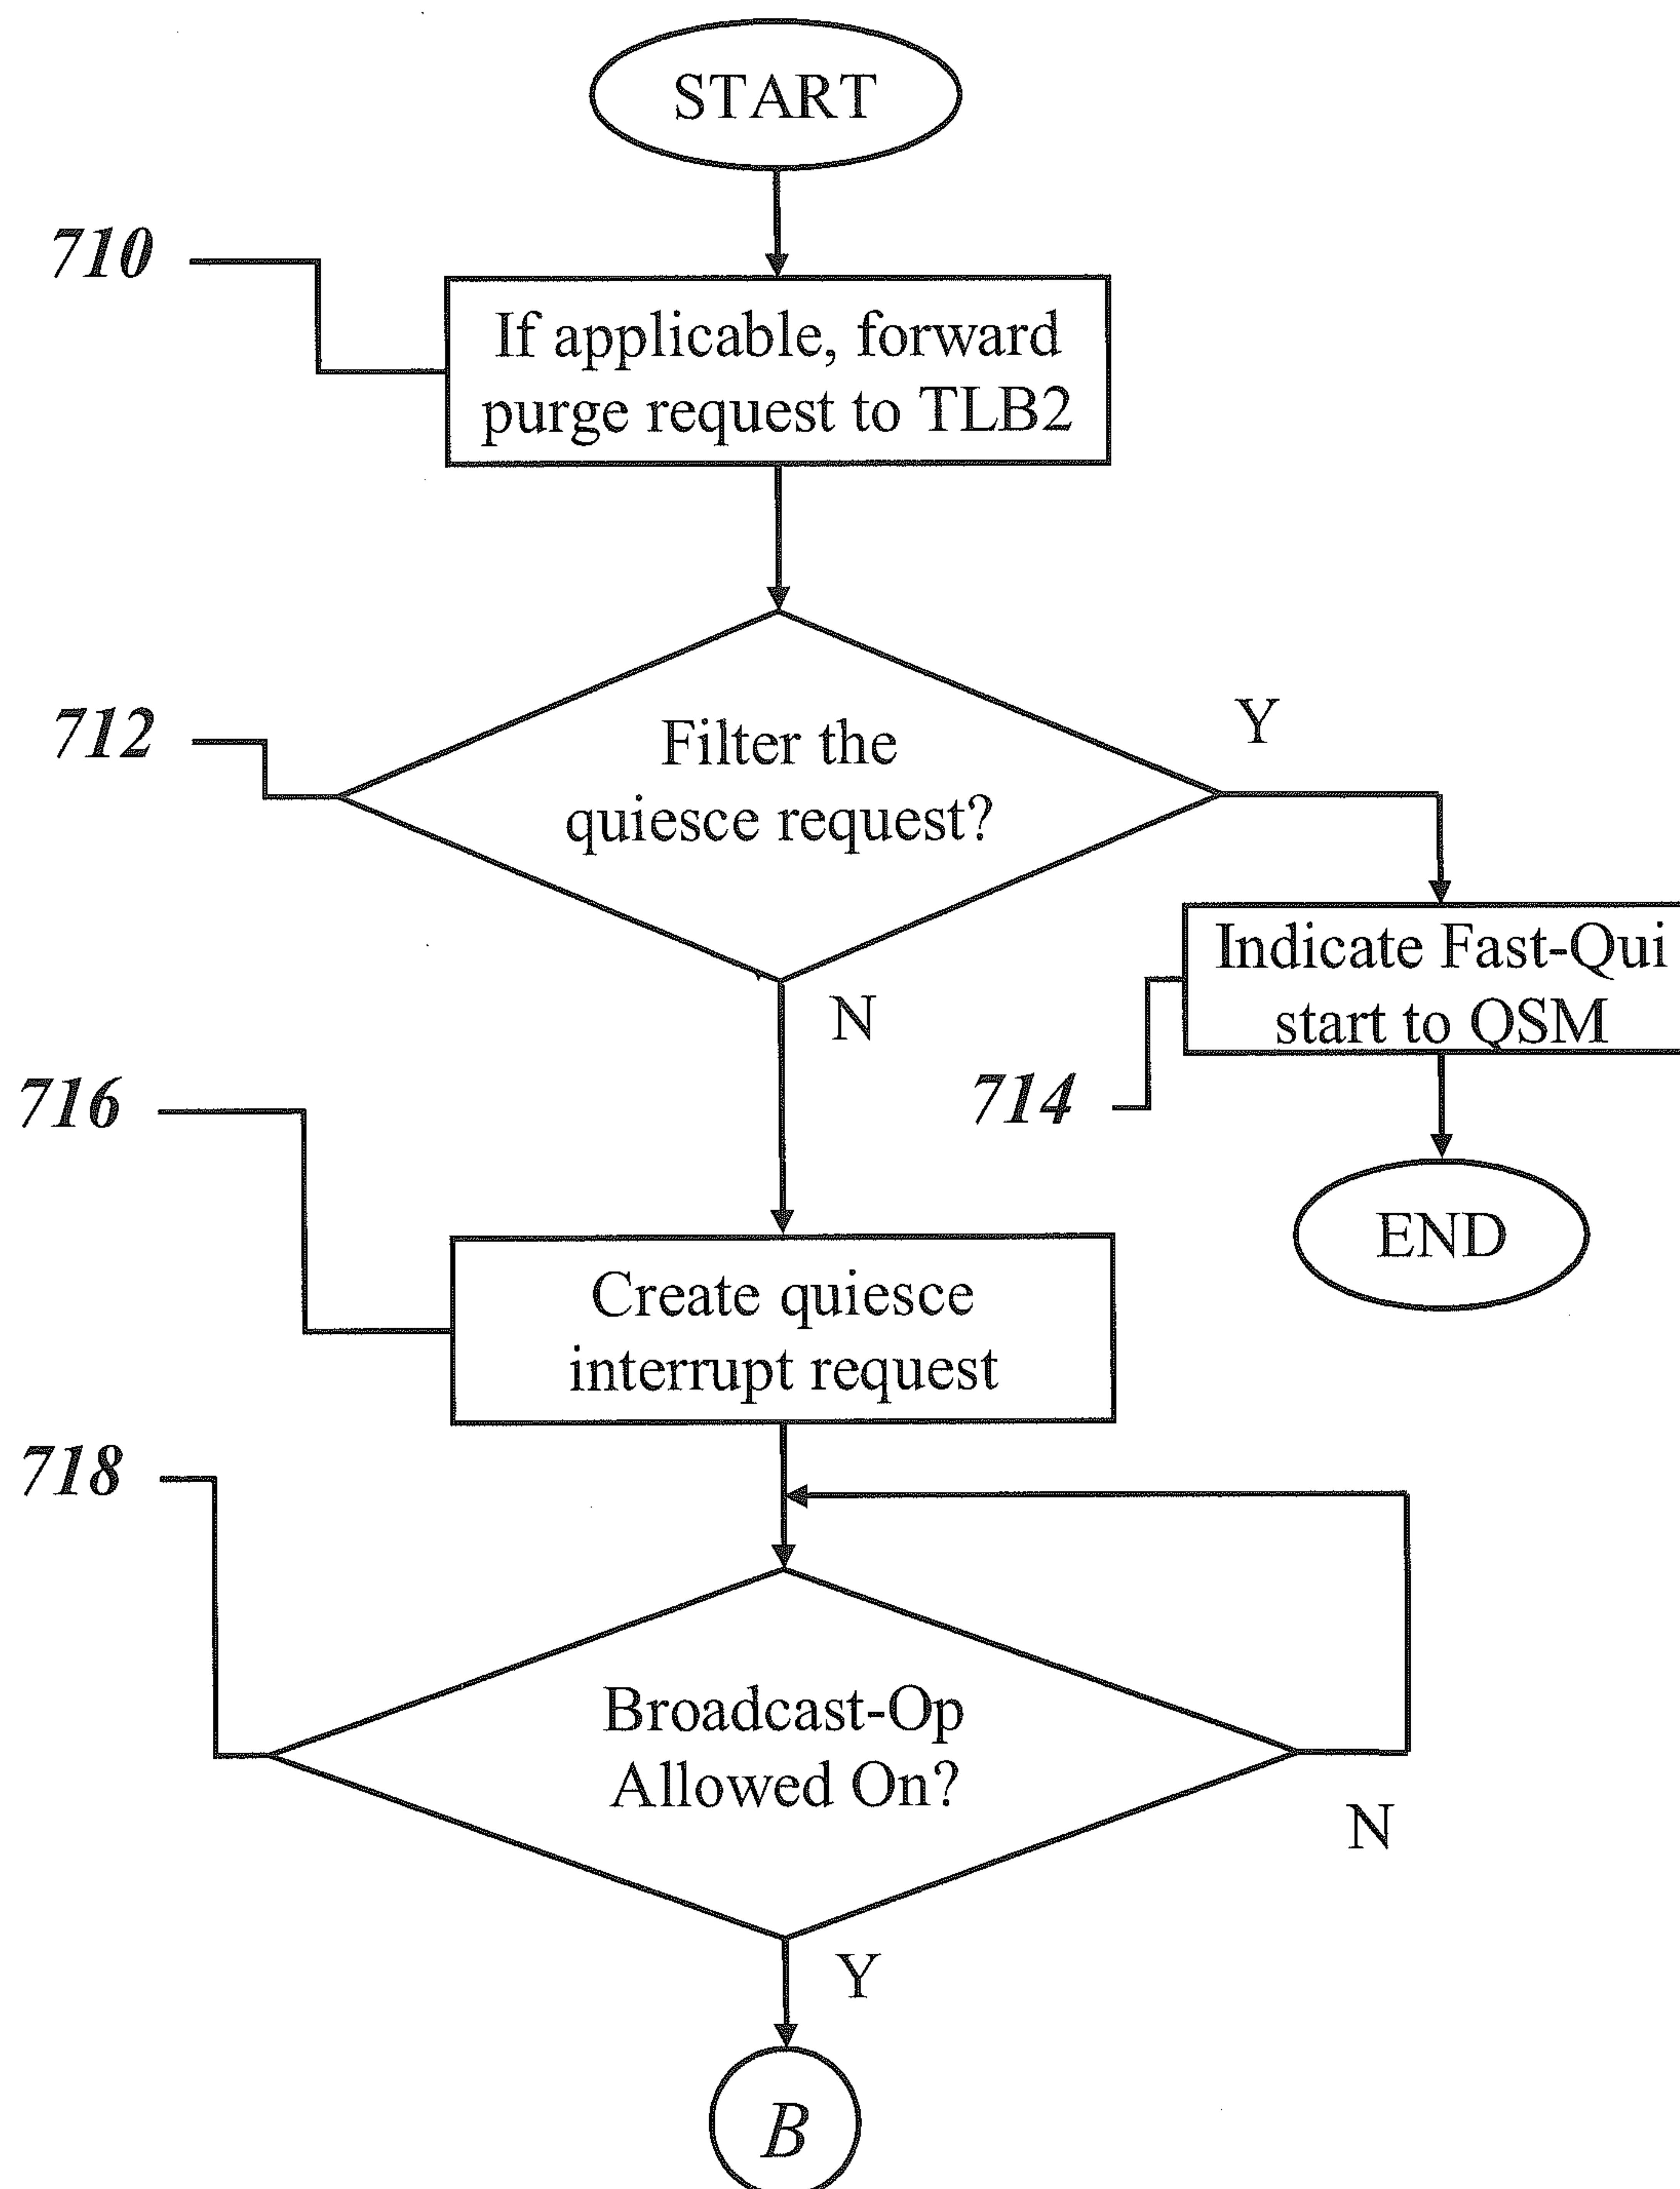 START
710
If applicable, forward
purge request to TLB2
712
Filter the
quiesce request?
Y
N
Indicate Fast-Qui
start to QSM
714
END
716
Create quiesce
interrupt request
718
Broadcast-Op
Allowed On?
N
Y
B